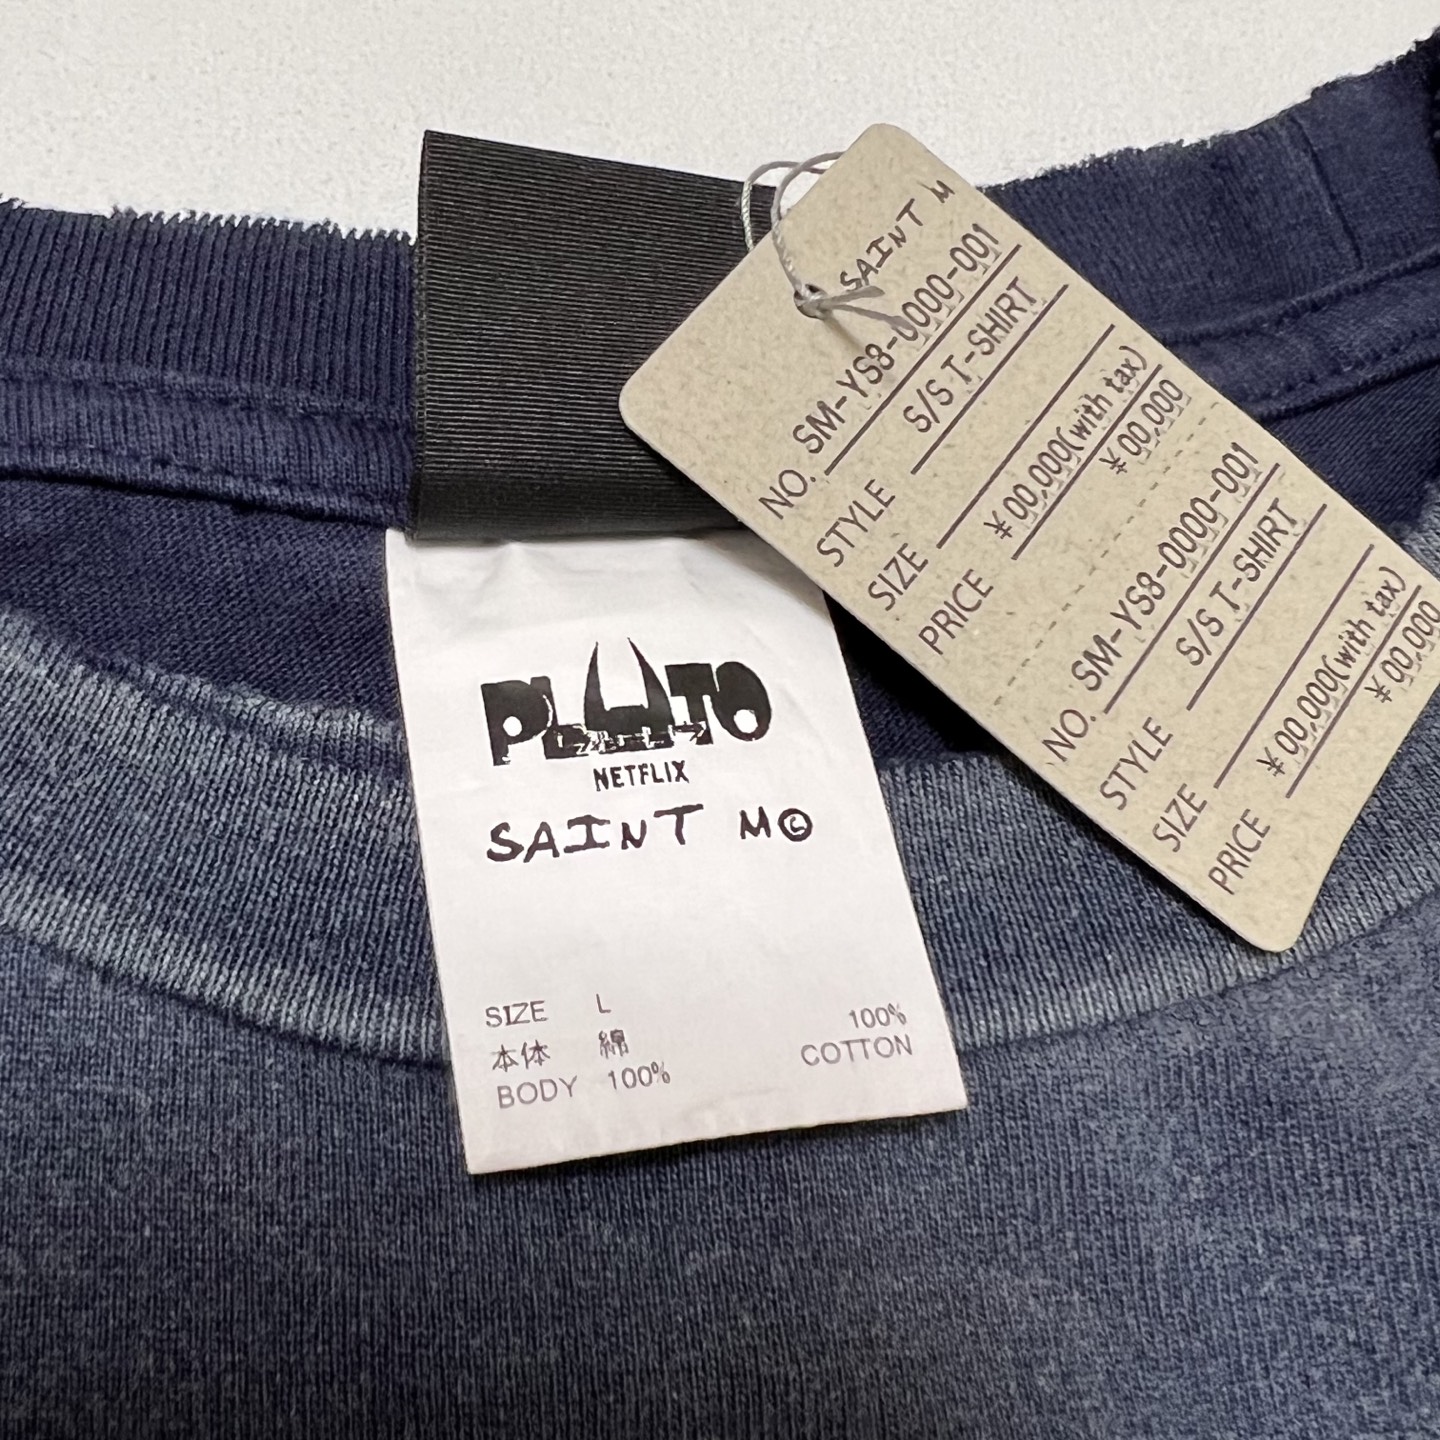 SAINT M
NO. SM-YS8-0000-001
STYLE S/S T-SHIRT
SIZE
PRICE ¥00,000(with tax)
¥00,000
NO. SM-YS8-0000-001
STYLE S/S T-SHIRT
SIZE
PRICE ¥00,000(with tax)
¥00,000
PLUTO
NETFLIX
SAINT M©
SIZE L
本体 綿 100%
BODY 100% COTTON